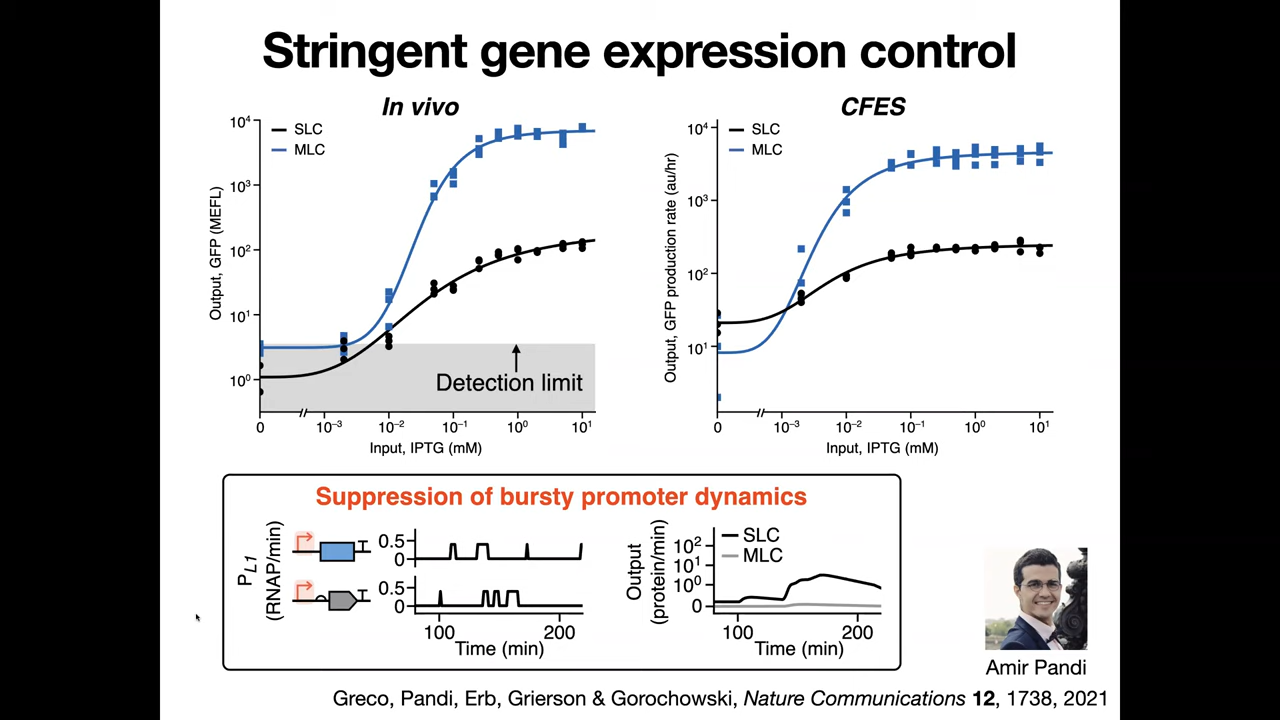 Stringent gene expression control
In vivo
SLC
MLC
10⁴
10³
10²
10¹
10⁰
Output, GFP (MEFL)
Detection limit
0
10⁻³
10⁻²
10⁻¹
10⁰
10¹
Input, IPTG (mM)
CFES
SLC
MLC
10⁴
10³
10²
10¹
Output, GFP production rate (au/hr)
0
10⁻³
10⁻²
10⁻¹
10⁰
10¹
Input, IPTG (mM)
Suppression of bursty promoter dynamics
P_L1
(RNAP/min)
0.5
0
0.5
0
100
200
Time (min)
Output
(protein/min)
SLC
MLC
10²
10¹
10⁰
0
100
200
Time (min)
Amir Pandi
Greco, Pandi, Erb, Grierson & Gorochowski, Nature Communications 12, 1738, 2021